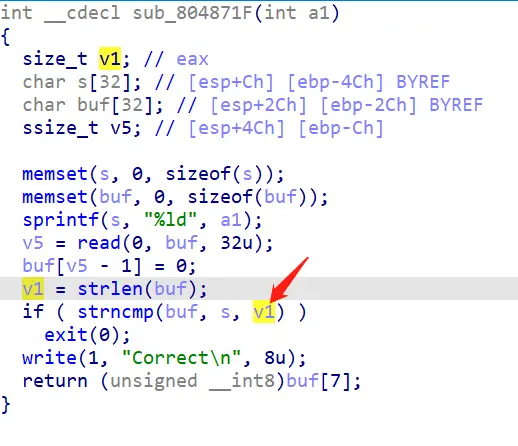 int __cdecl sub_804871F(int a1)
{
  size_t v1; // eax
  char s[32]; // [esp+Ch] [ebp-4Ch] BYREF
  char buf[32]; // [esp+2Ch] [ebp-2Ch] BYREF
  ssize_t v5; // [esp+4Ch] [ebp-Ch]

  memset(s, 0, sizeof(s));
  memset(buf, 0, sizeof(buf));
  sprintf(s, "%ld", a1);
  v5 = read(0, buf, 32u);
  buf[v5 - 1] = 0;
  v1 = strlen(buf);
  if ( strncmp(buf, s, v1) )
    exit(0);
  write(1, "Correct\n", 8u);
  return (unsigned __int8)buf[7];
}